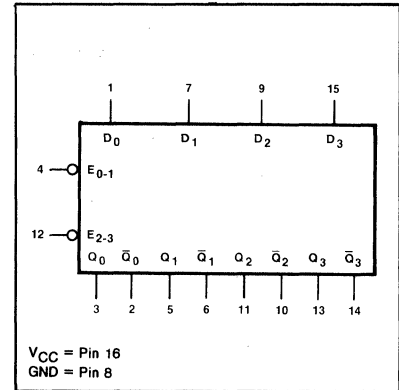 1 7 9 15
D0 D1 D2 D3
4 E0-1
12 E2-3
Q0 Q̄0 Q1 Q̄1 Q2 Q̄2 Q3 Q̄3
3 2 5 6 11 10 13 14
VCC = Pin 16
GND = Pin 8